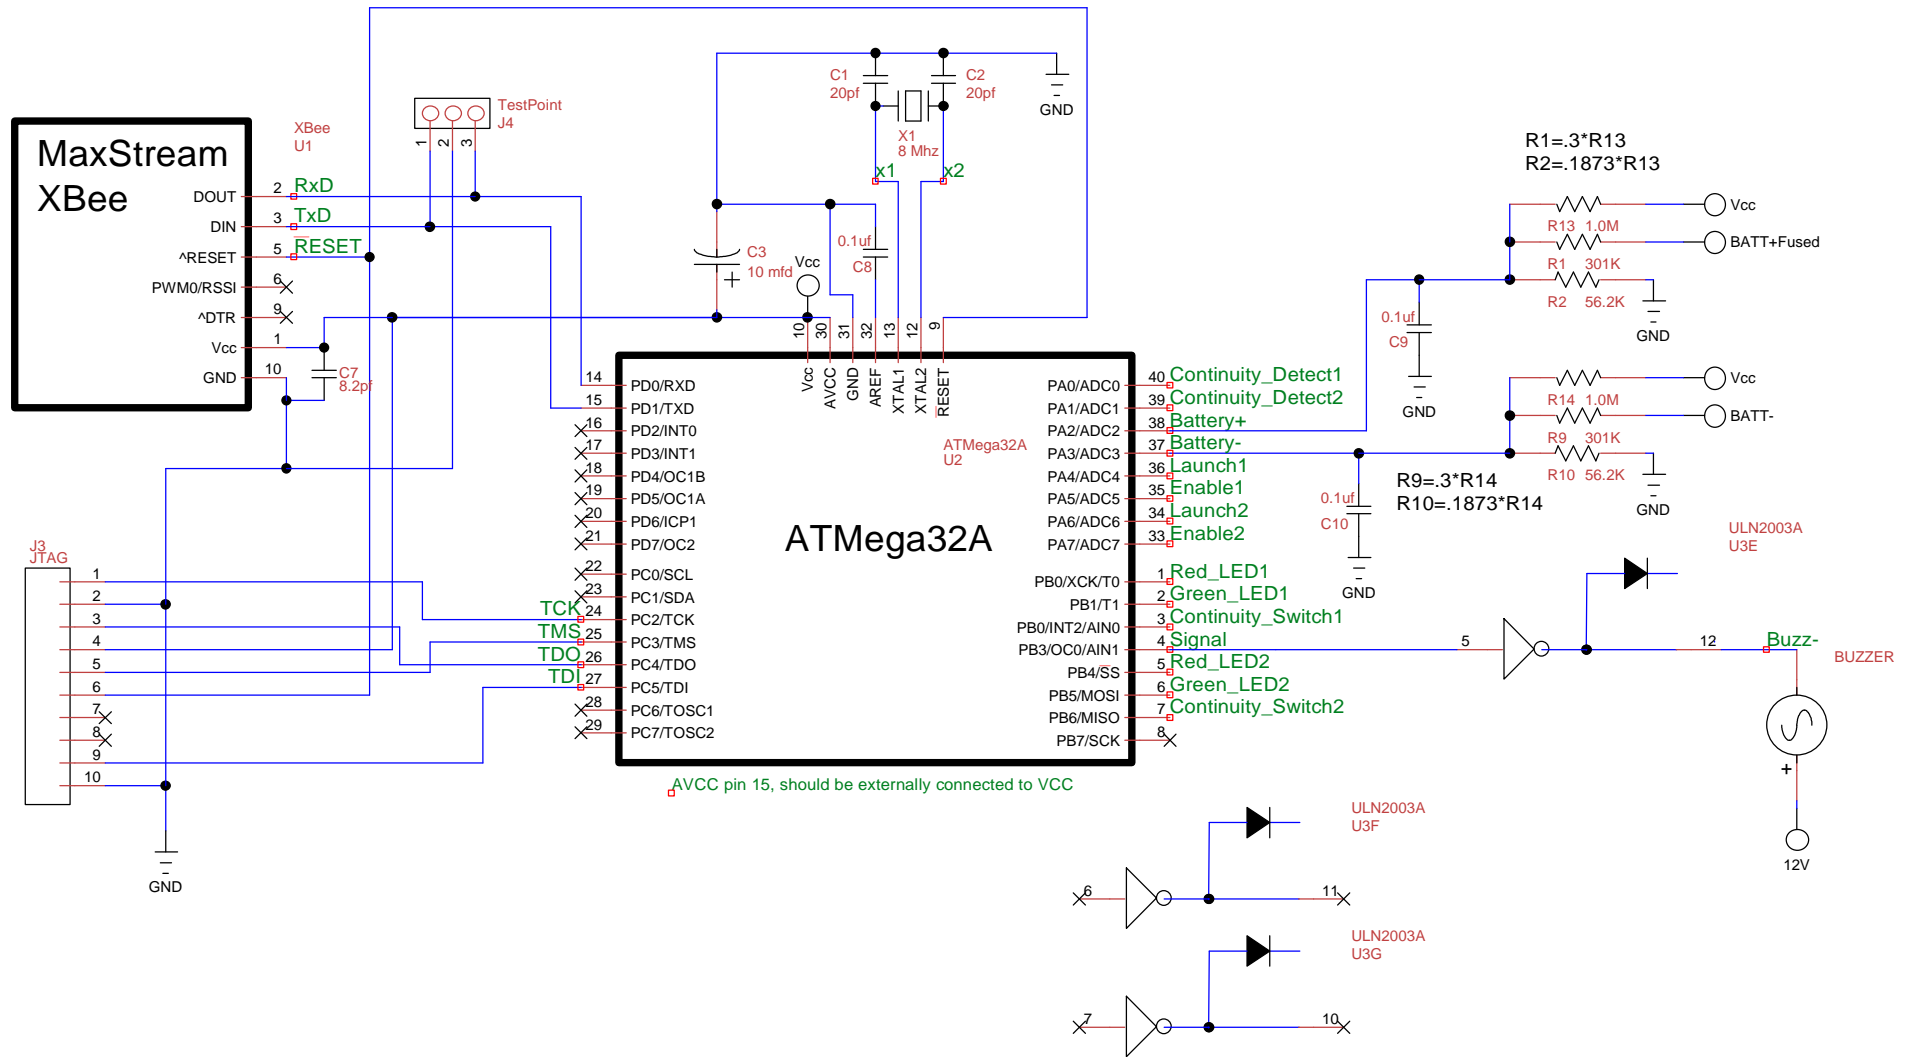 MaxStream
XBee
XBee
U1
DOUT
2
RxD
DIN
3
TxD
^RESET
5
RESET
PWM0/RSSI
6
^DTR
9
Vcc
1
GND
10
C7
8.2pf
TestPoint
J4
1
2
3
C1
20pf
C2
20pf
X1
8 Mhz
x1
x2
GND
C3
10 mfd
0.1uf
C8
Vcc
10
30
31
32
13
12
9
Vcc
AVCC
GND
AREF
XTAL1
XTAL2
RESET
ATMega32A
U2
ATMega32A
14
PD0/RXD
15
PD1/TXD
16
PD2/INT0
17
PD3/INT1
18
PD4/OC1B
19
PD5/OC1A
20
PD6/ICP1
21
PD7/OC2
22
PC0/SCL
23
PC1/SDA
TCK
24
PC2/TCK
TMS
25
PC3/TMS
TDO
26
PC4/TDO
TDI
27
PC5/TDI
28
PC6/TOSC1
29
PC7/TOSC2
PA0/ADC0
40
Continuity_Detect1
PA1/ADC1
39
Continuity_Detect2
PA2/ADC2
38
Battery+
PA3/ADC3
37
Battery-
PA4/ADC4
36
Launch1
PA5/ADC5
35
Enable1
PA6/ADC6
34
Launch2
PA7/ADC7
33
Enable2
PB0/XCK/T0
1
Red_LED1
PB1/T1
2
Green_LED1
PB0/INT2/AIN0
3
Continuity_Switch1
PB3/OC0/AIN1
4
Signal
PB4/SS
5
Red_LED2
PB5/MOSI
6
Green_LED2
PB6/MISO
7
Continuity_Switch2
PB7/SCK
8
AVCC pin 15, should be externally connected to VCC
J3
JTAG
1
2
3
4
5
6
7
8
9
10
GND
R1=.3*R13
R2=.1873*R13
Vcc
R13 1.0M
BATT+Fused
R1 301K
R2 56.2K
GND
0.1uf
C9
GND
Vcc
R14 1.0M
BATT-
R9 301K
R10 56.2K
GND
R9=.3*R14
R10=.1873*R14
0.1uf
C10
GND
ULN2003A
U3E
5
12
Buzz-
BUZZER
+
12V
ULN2003A
U3F
6
11
ULN2003A
U3G
7
10